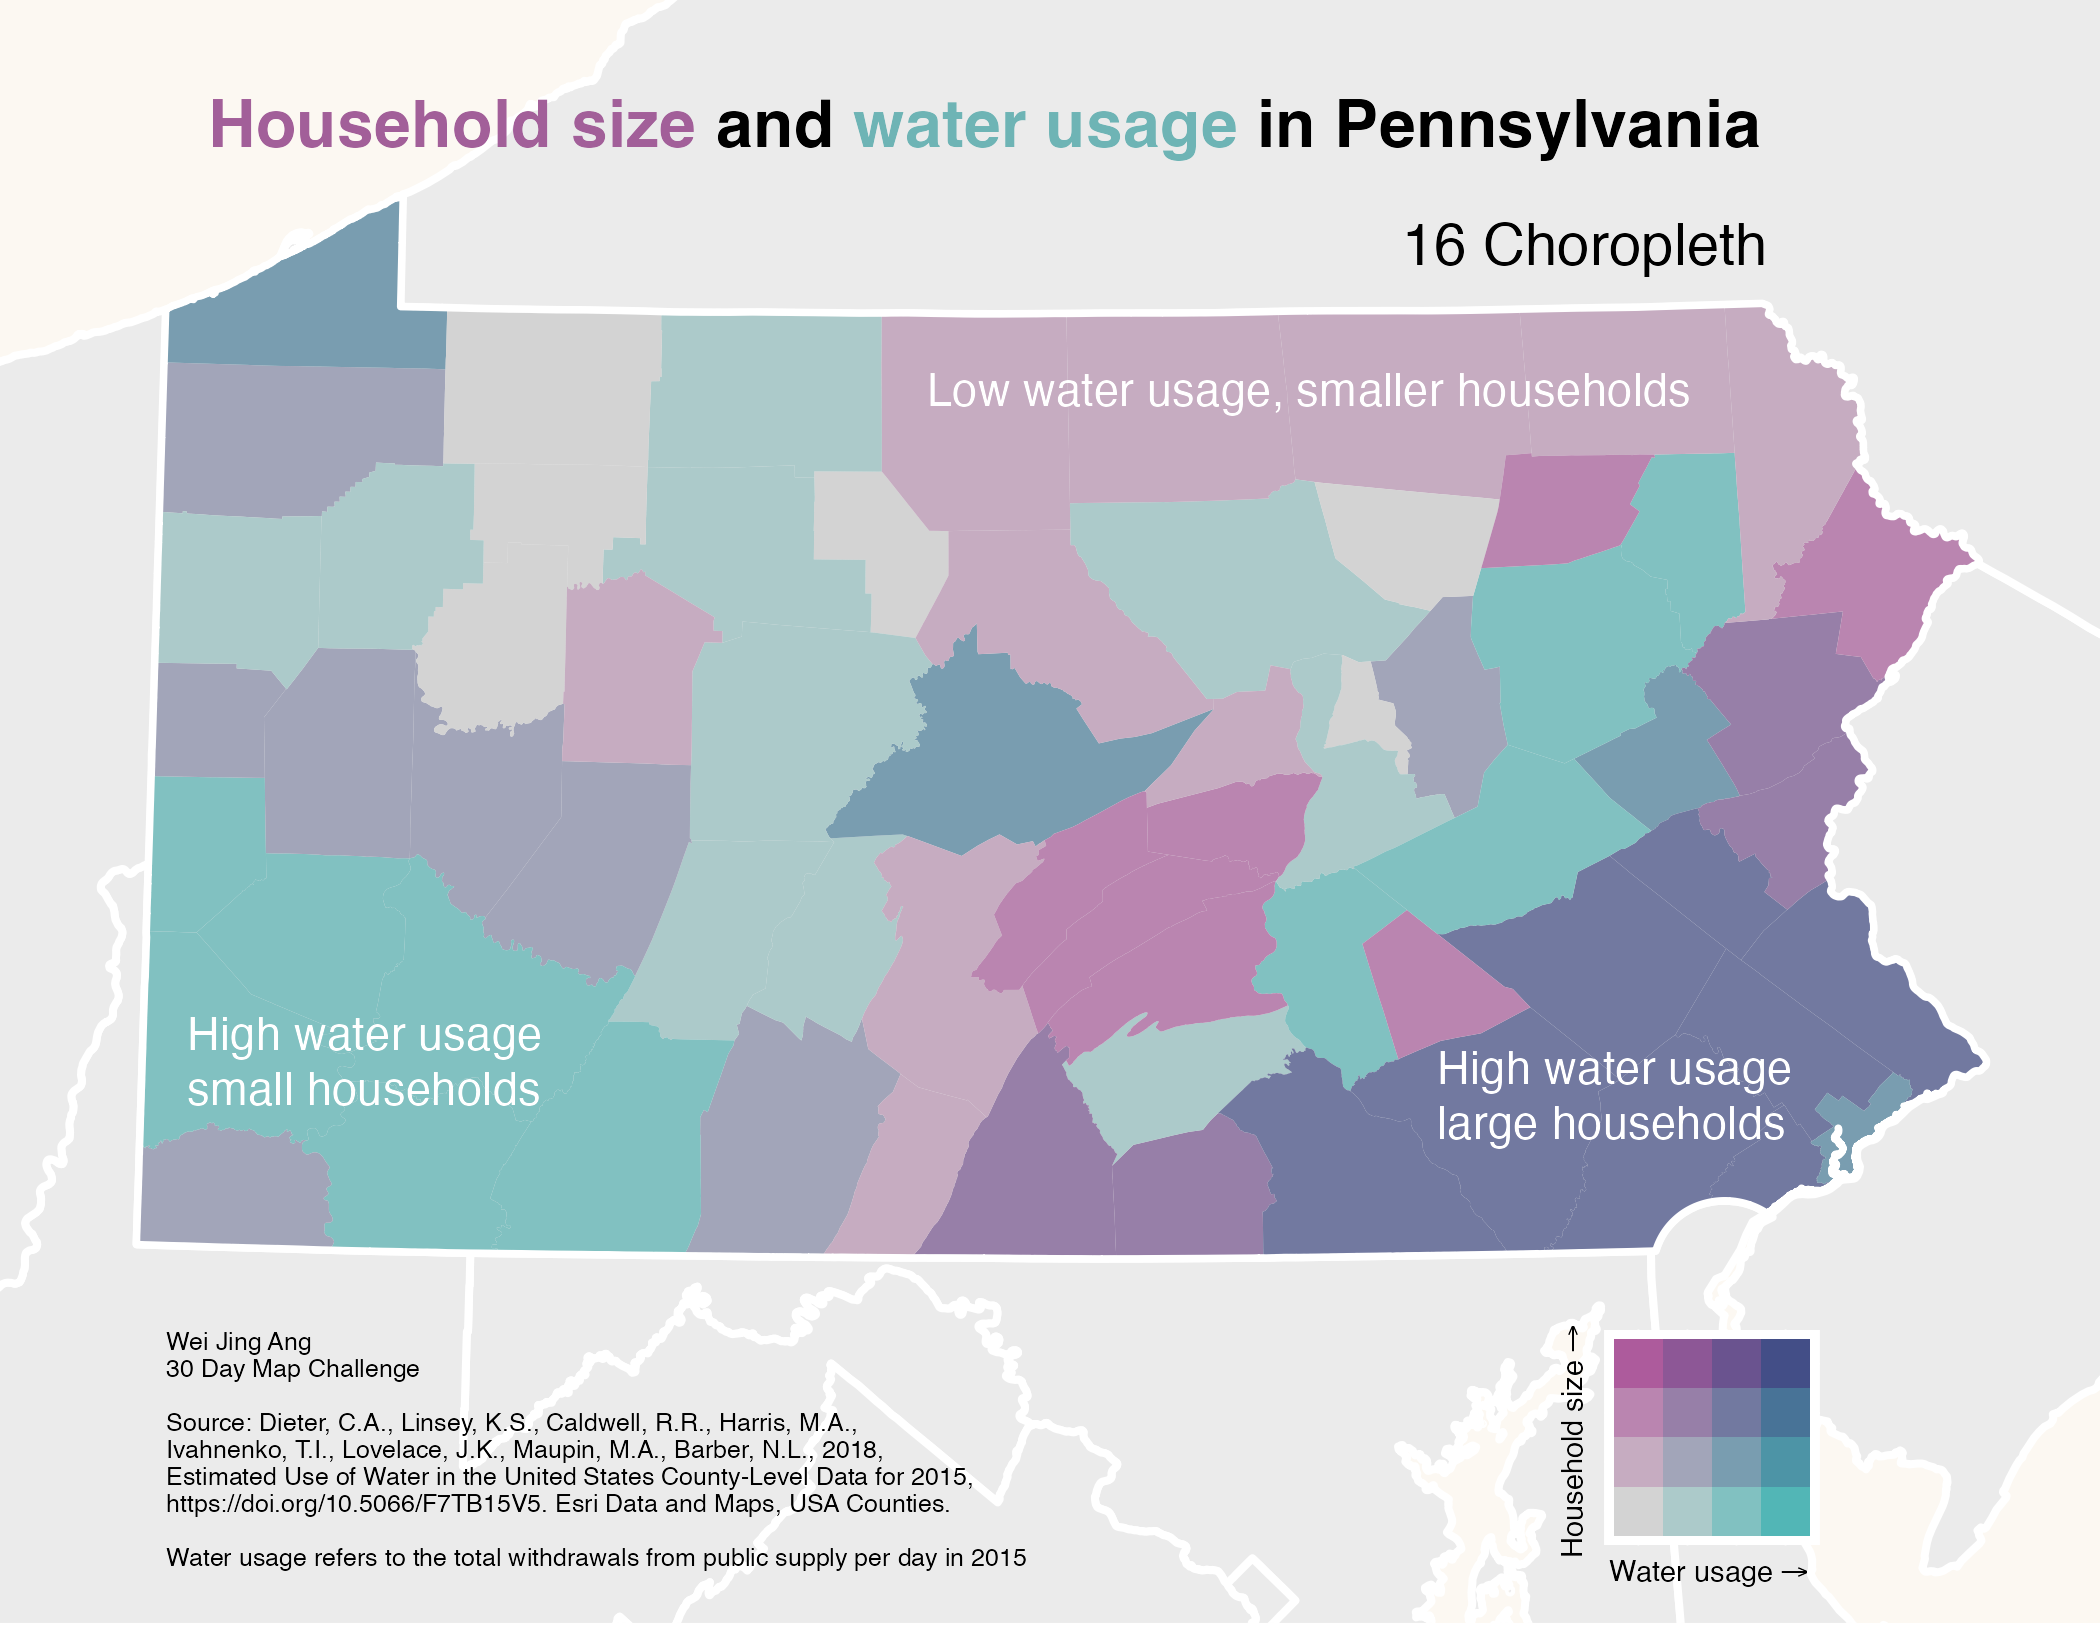 Household size and water usage in Pennsylvania
16 Choropleth
Low water usage, smaller households
High water usage
small households
High water usage
large households
Wei Jing Ang
30 Day Map Challenge
Source: Dieter, C.A., Linsey, K.S., Caldwell, R.R., Harris, M.A.,
Ivahnenko, T.I., Lovelace, J.K., Maupin, M.A., Barber, N.L., 2018,
Estimated Use of Water in the United States County-Level Data for 2015,
https://doi.org/10.5066/F7TB15V5. Esri Data and Maps, USA Counties.
Water usage refers to the total withdrawals from public supply per day in 2015
Household size →
Water usage →